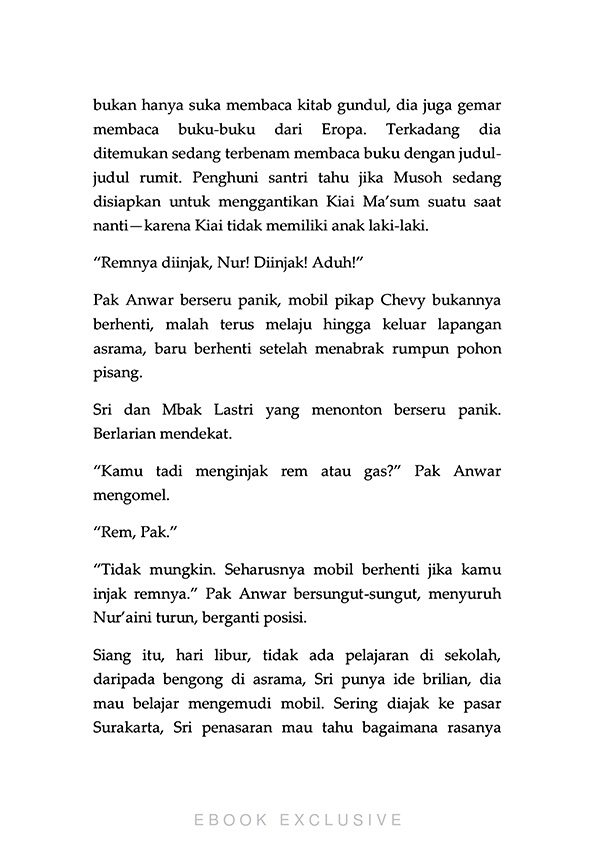 bukan hanya suka membaca kitab gundul, dia juga gemar
membaca buku-buku dari Eropa. Terkadang dia
ditemukan sedang terbenam membaca buku dengan judul-
judul rumit. Penghuni santri tahu jika Musoh sedang
disiapkan untuk menggantikan Kiai Ma’sum suatu saat
nanti—karena Kiai tidak memiliki anak laki-laki.
“Remnya diinjak, Nur! Diinjak! Aduh!”
Pak Anwar berseru panik, mobil pikap Chevy bukannya
berhenti, malah terus melaju hingga keluar lapangan
asrama, baru berhenti setelah menabrak rumpun pohon
pisang.
Sri dan Mbak Lastri yang menonton berseru panik.
Berlarian mendekat.
“Kamu tadi menginjak rem atau gas?” Pak Anwar
mengomel.
“Rem, Pak.”
“Tidak mungkin. Seharusnya mobil berhenti jika kamu
injak remnya.” Pak Anwar bersungut-sungut, menyuruh
Nur’aini turun, berganti posisi.
Siang itu, hari libur, tidak ada pelajaran di sekolah,
daripada bengong di asrama, Sri punya ide brilian, dia
mau belajar mengemudi mobil. Sering diajak ke pasar
Surakarta, Sri penasaran mau tahu bagaimana rasanya
EBOOK EXCLUSIVE